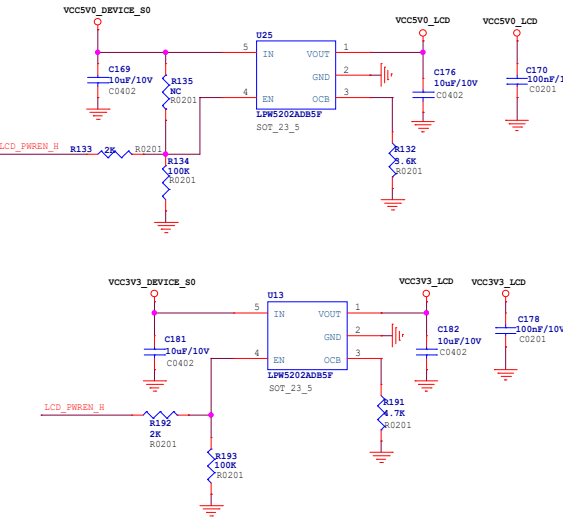 VCC5V0_DEVICE_S0
VCC5V0_LCD
VCC5V0_LCD
U25
5 IN VOUT 1
GND 2
4 EN OCB 3
LPW5202ADB5F
SOT_23_5
C169
10uF/10V
C0402
R135
NC
R0201
C176
10uF/10V
C0402
C170
100nF/1
C0201
LCD_PWREN_H
R133 2K R0201
R134
100K
R0201
R132
3.6K
R0201
VCC3V3_DEVICE_S0
VCC3V3_LCD
VCC3V3_LCD
U13
5 IN VOUT 1
GND 2
4 EN OCB 3
LPW5202ADB5F
SOT_23_5
C181
10uF/10V
C0402
C182
10uF/10V
C0402
C178
100nF/10V
C0201
LCD_PWREN_H
R192
2K
R0201
R193
100K
R0201
R191
4.7K
R0201